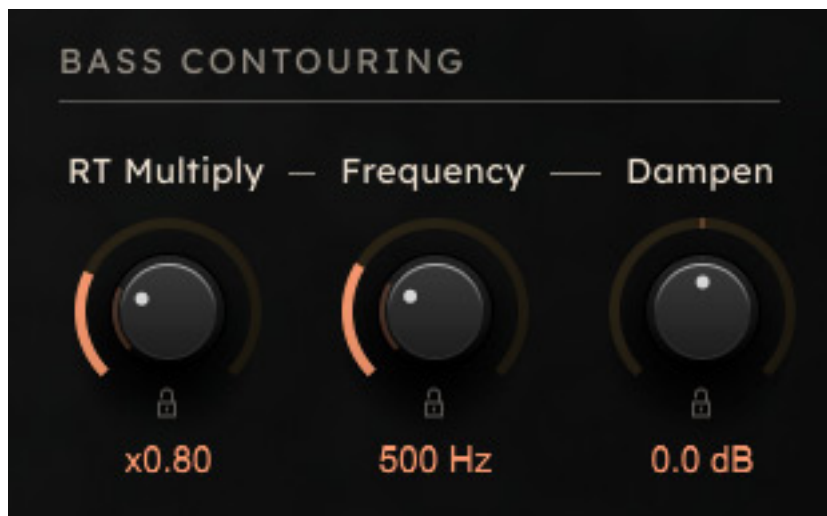 BASS CONTOURING
RT Multiply — Frequency — Dampen
x0.80 500 Hz 0.0 dB